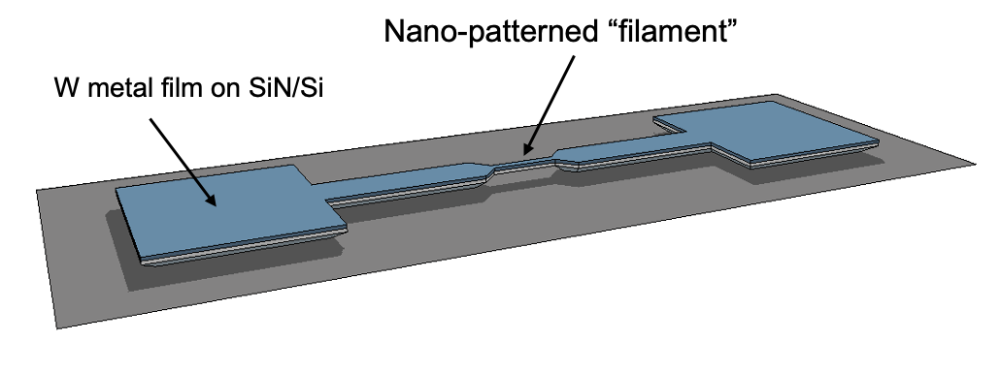 Nano-patterned “filament”
W metal film on SiN/Si